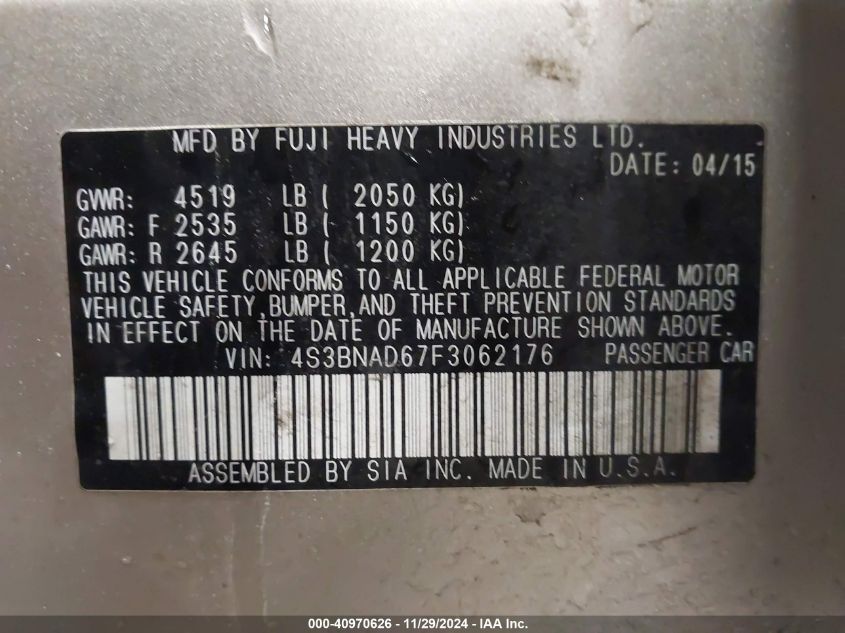 MFD BY FUJI HEAVY INDUSTRIES LTD.
DATE: 04/15
GVWR: 4519 LB ( 2050 KG)
GAWR: F 2535 LB ( 1150 KG)
GAWR: R 2645 LB ( 1200 KG)
THIS VEHICLE CONFORMS TO ALL APPLICABLE FEDERAL MOTOR
VEHICLE SAFETY,BUMPER,AND THEFT PREVENTION STANDARDS
IN EFFECT ON THE DATE OF MANUFACTURE SHOWN ABOVE.
VIN: 4S3BNAD67F3062176 PASSENGER CAR
ASSEMBLED BY SIA INC. MADE IN U.S.A.
000-40970626 - 11/29/2024 - IAA Inc.